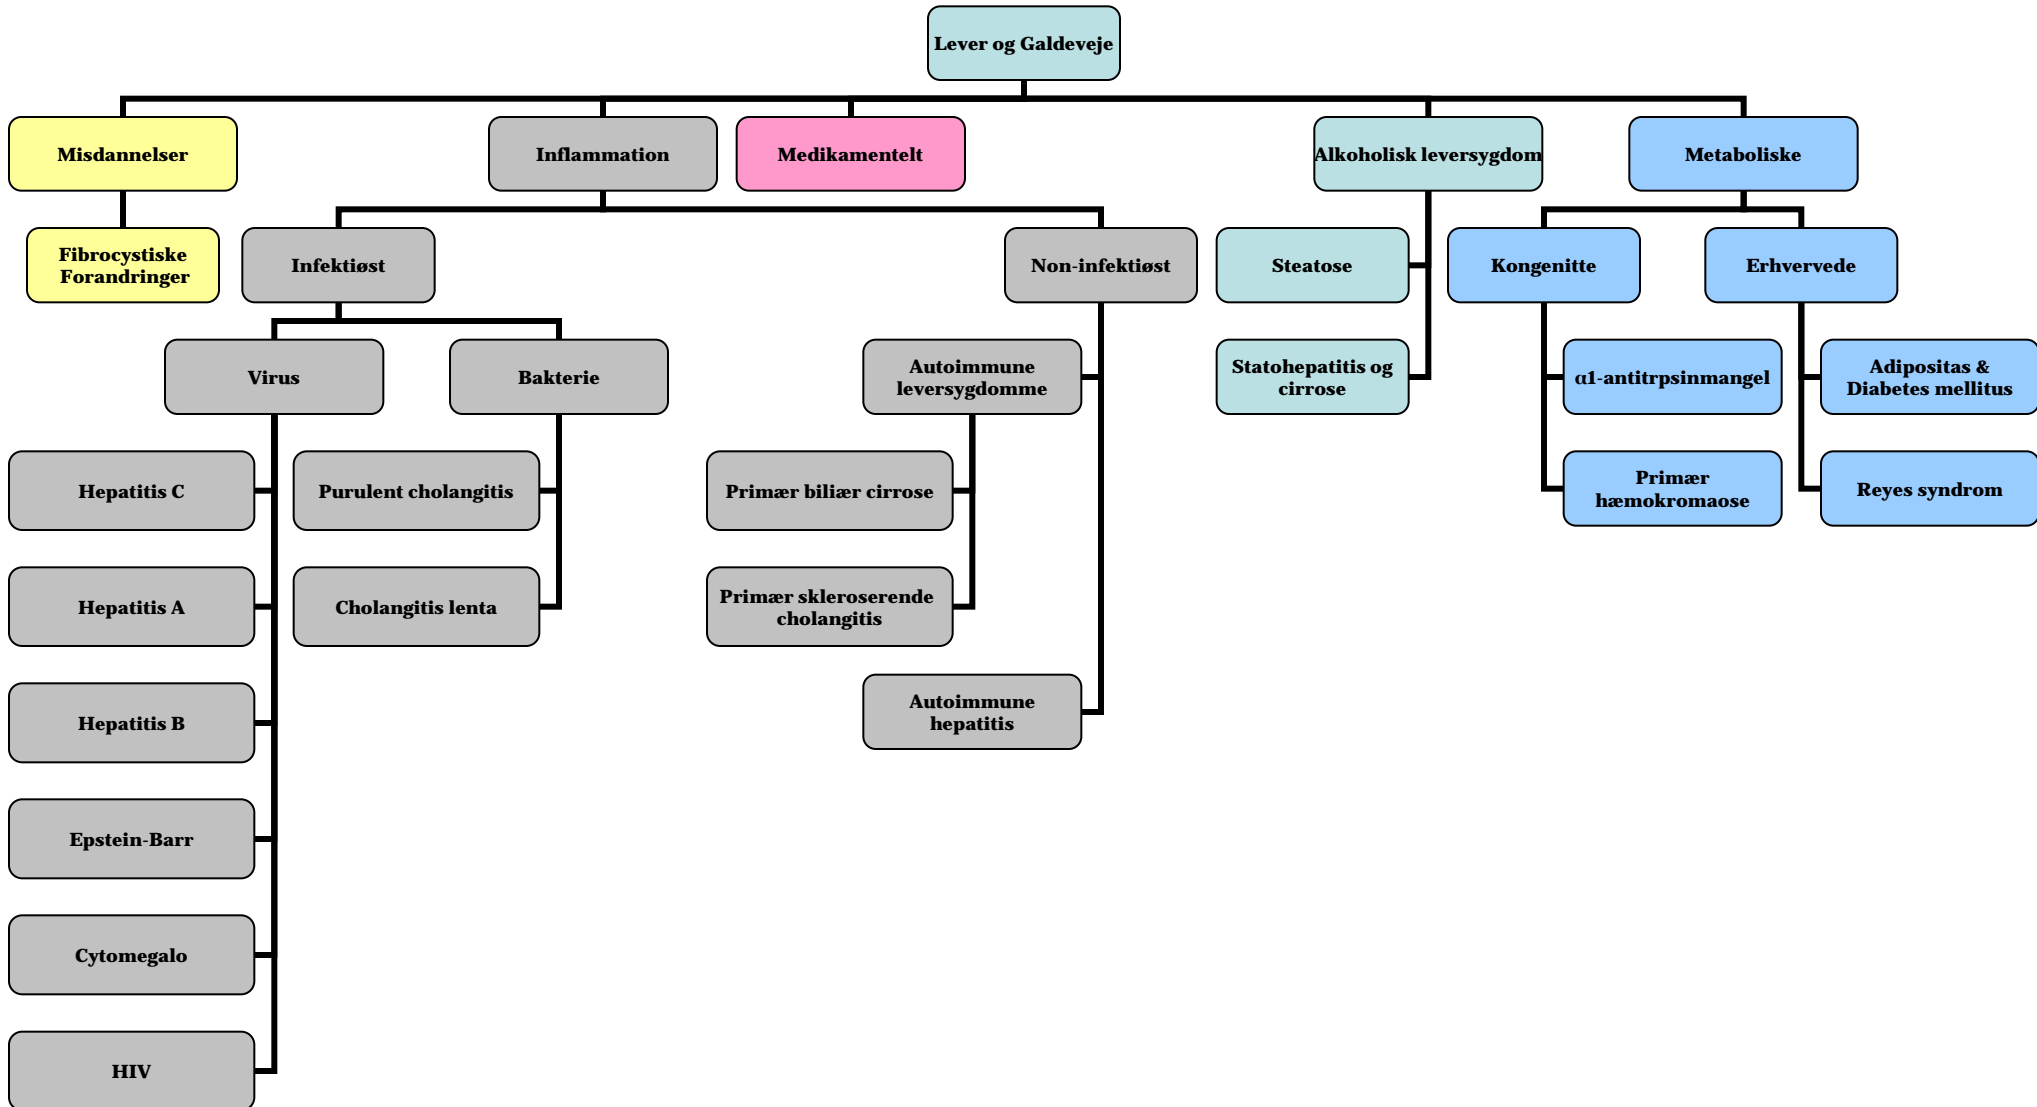 Lever og Galdeveje
Misdannelser
Inflammation
Medikamentelt
Alkoholisk leversygdom
Metaboliske
Fibrocystiske
Forandringer
Infektiøst
Non-infektiøst
Steatose
Kongenitte
Erhvervede
Virus
Bakterie
Autoimmune
leversygdomme
Statohepatitis og
cirrose
α1-antitrpsinmangel
Adipositas &
Diabetes mellitus
Hepatitis C
Purulent cholangitis
Primær biliær cirrose
Primær
hæmokromaose
Reyes syndrom
Hepatitis A
Cholangitis lenta
Primær skleroserende
cholangitis
Hepatitis B
Autoimmune
hepatitis
Epstein-Barr
Cytomegalo
HIV